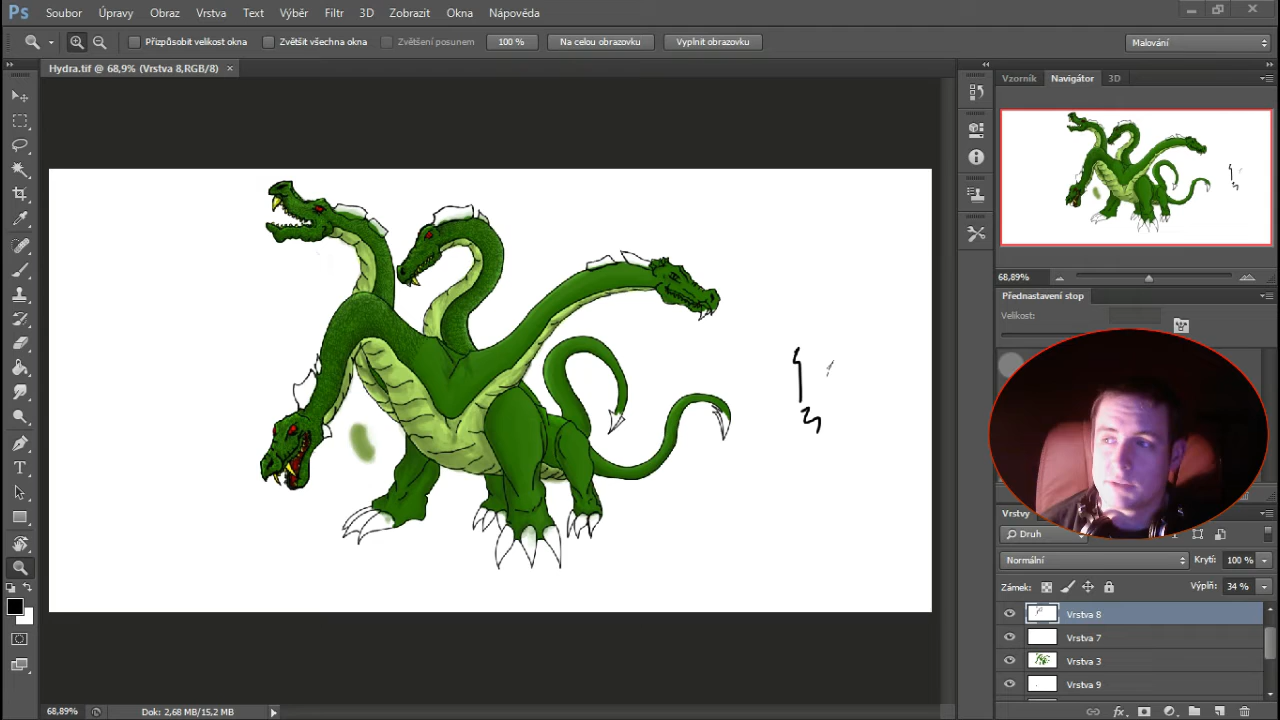 Ps Soubor Úpravy Obraz Vrstva Text Výběr Filtr 3D Zobrazit Okna Nápověda
Přizpůsobit velikost okna Zvětšit všechna okna Zvětšení posunem 100 % Na celou obrazovku Vyplnit obrazovku Malování
Hydra.tif @ 68,9% (Vrstva 8,RGB/8) ×
Vzorník Navigátor 3D
68,89%
Přednastavení stop
Velikost:
Vrstvy
Druh
Normální Krytí: 100 %
Zámek: Výplň: 34 %
Vrstva 8
Vrstva 7
Vrstva 3
Vrstva 9
68,89% Dok: 2,68 MB/15,2 MB